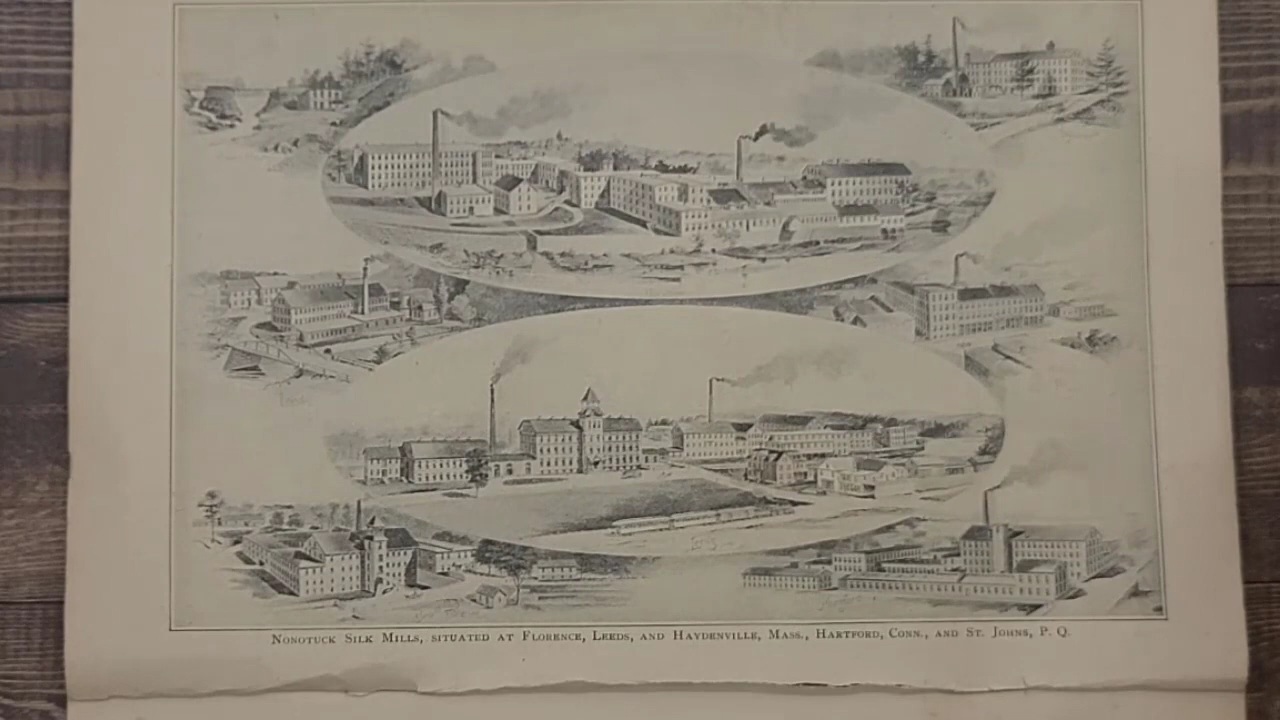 Nonotuck Silk Mills, situated at Florence, Leeds, and Haydenville, Mass., Hartford, Conn., and St. Johns, P. Q.